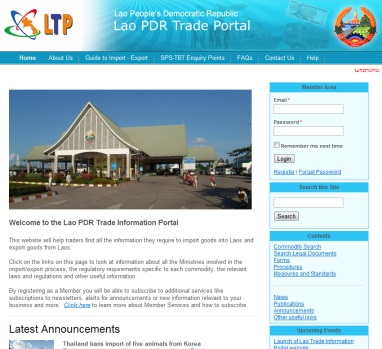 LTP
Lao People's Democratic Republic
Lao PDR Trade Portal
Home About Us Guide to Import - Export SPS-TBT Enquiry Points FAQs Contact Us Help
Member Area
Email *
Password *
Remember me next time
Login
Register | Forget Password
Search this Site
Search
Contents
Commodity Search
Search Legal Documents
Forms
Procedures
Measures and Standards
News
Publications
Announcements
Other useful links
Upcoming Events
Launch of Lao Trade Information
Portal website
Welcome to the Lao PDR Trade Information Portal
This website will help traders find all the information they require to import goods into Laos and
export goods from Laos.
Click on the links on this page to look at information about all the Ministries involved in the
import/export process, the regulatory requirements sepcific to each commodity, the relevant
laws and regulations and other useful information.
By registering as a Member you will be able to take advantage of additional services like
subscriptions to newsletters, alerts for announcements or new information relevant to your
business and more. Click here to learn more about Member Services and how to subscribe.
Latest Announcements
Thailand bans import of live animals from Korea